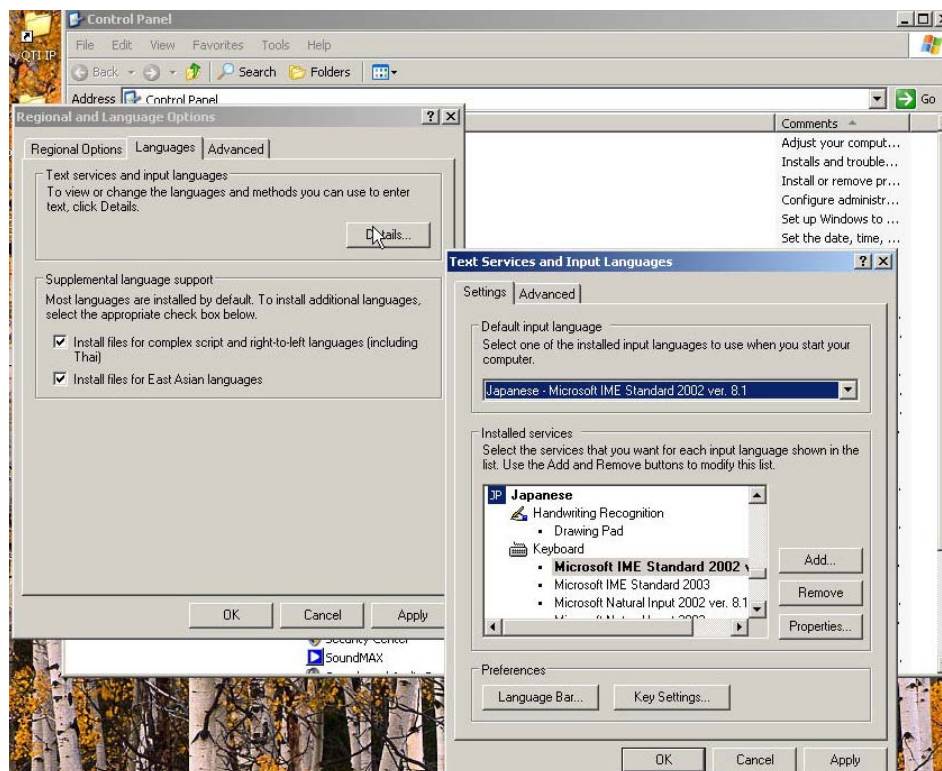 Control Panel
File Edit View Favorites Tools Help
QTI IP
Back Search Folders
Address Control Panel Go
Comments
Adjust your comput...
Installs and trouble...
Install or remove pr...
Configure administr...
Set up Windows to ...
Set the date, time, ...
Regional and Language Options
Regional Options Languages Advanced
Text services and input languages
To view or change the languages and methods you can use to enter
text, click Details.
Details...
Supplemental language support
Most languages are installed by default. To install additional languages,
select the appropriate check box below.
Install files for complex script and right-to-left languages (including
Thai)
Install files for East Asian languages
OK Cancel Apply
Security Center
SoundMAX
Text Services and Input Languages
Settings Advanced
Default input language
Select one of the installed input languages to use when you start your
computer.
Japanese - Microsoft IME Standard 2002 ver. 8.1
Installed services
Select the services that you want for each input language shown in the
list. Use the Add and Remove buttons to modify this list.
JP Japanese
Handwriting Recognition
Drawing Pad
Keyboard
Microsoft IME Standard 2002 v
Microsoft IME Standard 2003
Microsoft Natural Input 2002 ver. 8.1
Add...
Remove
Properties...
Preferences
Language Bar... Key Settings...
OK Cancel Apply